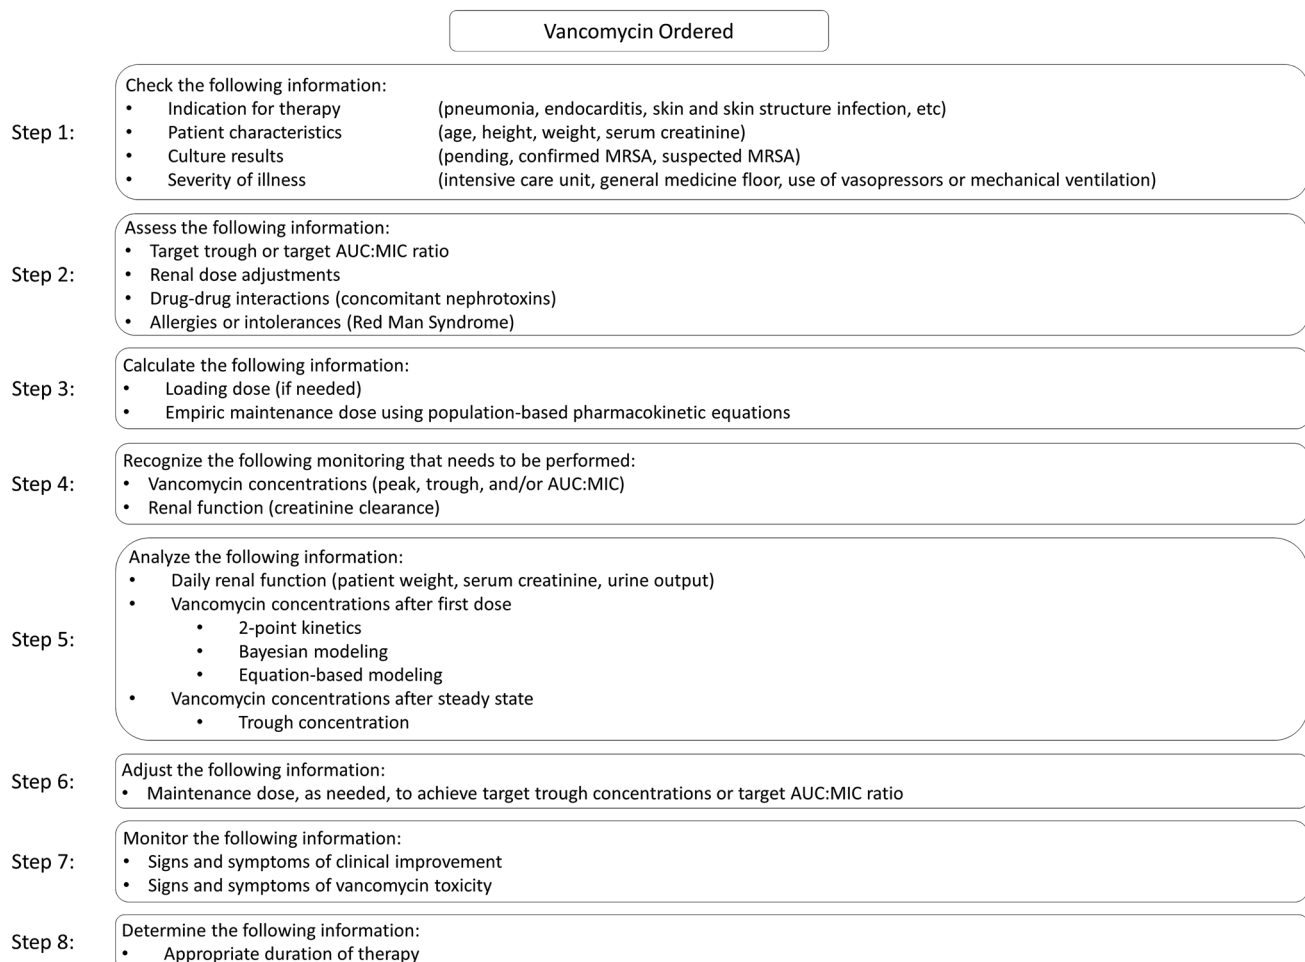 Vancomycin Ordered
Step 1:
Check the following information:
• Indication for therapy (pneumonia, endocarditis, skin and skin structure infection, etc)
• Patient characteristics (age, height, weight, serum creatinine)
• Culture results (pending, confirmed MRSA, suspected MRSA)
• Severity of illness (intensive care unit, general medicine floor, use of vasopressors or mechanical ventilation)
Step 2:
Assess the following information:
• Target trough or target AUC:MIC ratio
• Renal dose adjustments
• Drug-drug interactions (concomitant nephrotoxins)
• Allergies or intolerances (Red Man Syndrome)
Step 3:
Calculate the following information:
• Loading dose (if needed)
• Empiric maintenance dose using population-based pharmacokinetic equations
Step 4:
Recognize the following monitoring that needs to be performed:
• Vancomycin concentrations (peak, trough, and/or AUC:MIC)
• Renal function (creatinine clearance)
Step 5:
Analyze the following information:
• Daily renal function (patient weight, serum creatinine, urine output)
• Vancomycin concentrations after first dose
• 2-point kinetics
• Bayesian modeling
• Equation-based modeling
• Vancomycin concentrations after steady state
• Trough concentration
Step 6:
Adjust the following information:
• Maintenance dose, as needed, to achieve target trough concentrations or target AUC:MIC ratio
Step 7:
Monitor the following information:
• Signs and symptoms of clinical improvement
• Signs and symptoms of vancomycin toxicity
Step 8:
Determine the following information:
• Appropriate duration of therapy